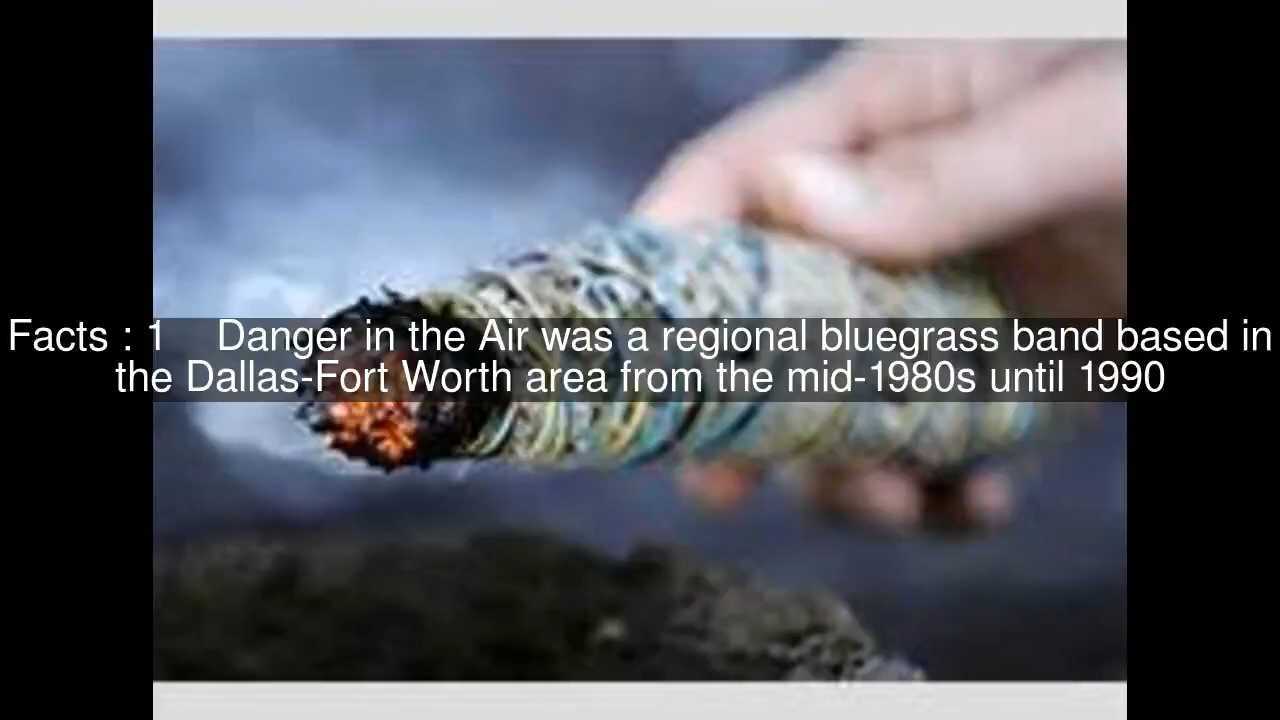 Facts : 1    Danger in the Air was a regional bluegrass band based in
the Dallas-Fort Worth area from the mid-1980s until 1990